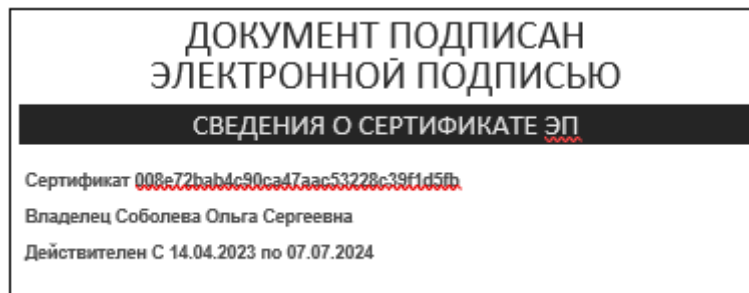 ДОКУМЕНТ ПОДПИСАН
ЭЛЕКТРОННОЙ ПОДПИСЬЮ
СВЕДЕНИЯ О СЕРТИФИКАТЕ ЭП
Сертификат 008e72bab4c90ca47aac53228c39f1d5fb
Владелец Соболева Ольга Сергеевна
Действителен С 14.04.2023 по 07.07.2024